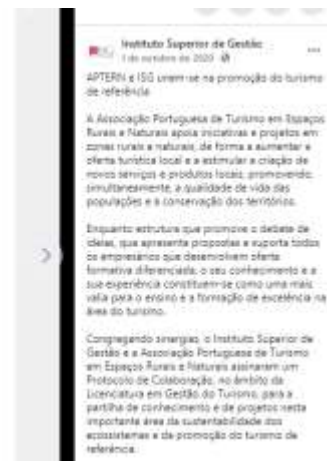 Instituto Superior de Gestão
1 de outubro de 2020
APTERN e ISG unem-se na promoção do turismo
de referência
A Associação Portuguesa de Turismo em Espaços
Rurais e Naturais apoia iniciativas e projetos em
zonas rurais e naturais, de forma a aumentar a
oferta turística local e a estimular a criação de
novos serviços e produtos locais, promovendo,
simultaneamente, a qualidade de vida das
populações e a conservação dos territórios.
Enquanto estrutura que promove o debate de
ideias, que apresenta propostas e suporta todos
os empresários que desenvolvem oferta
formativa diferenciada, o seu conhecimento e a
sua experiência constituem-se como uma mais
valia para o ensino e a formação de excelência na
área do turismo.
Congregando sinergias, o Instituto Superior de
Gestão e a Associação Portuguesa de Turismo
em Espaços Rurais e Naturais assinaram um
Protocolo de Colaboração, no âmbito da
Licenciatura em Gestão do Turismo, para a
partilha de conhecimento e de projetos nesta
importante área da sustentabilidade dos
ecossistemas e da promoção do turismo de
referência.